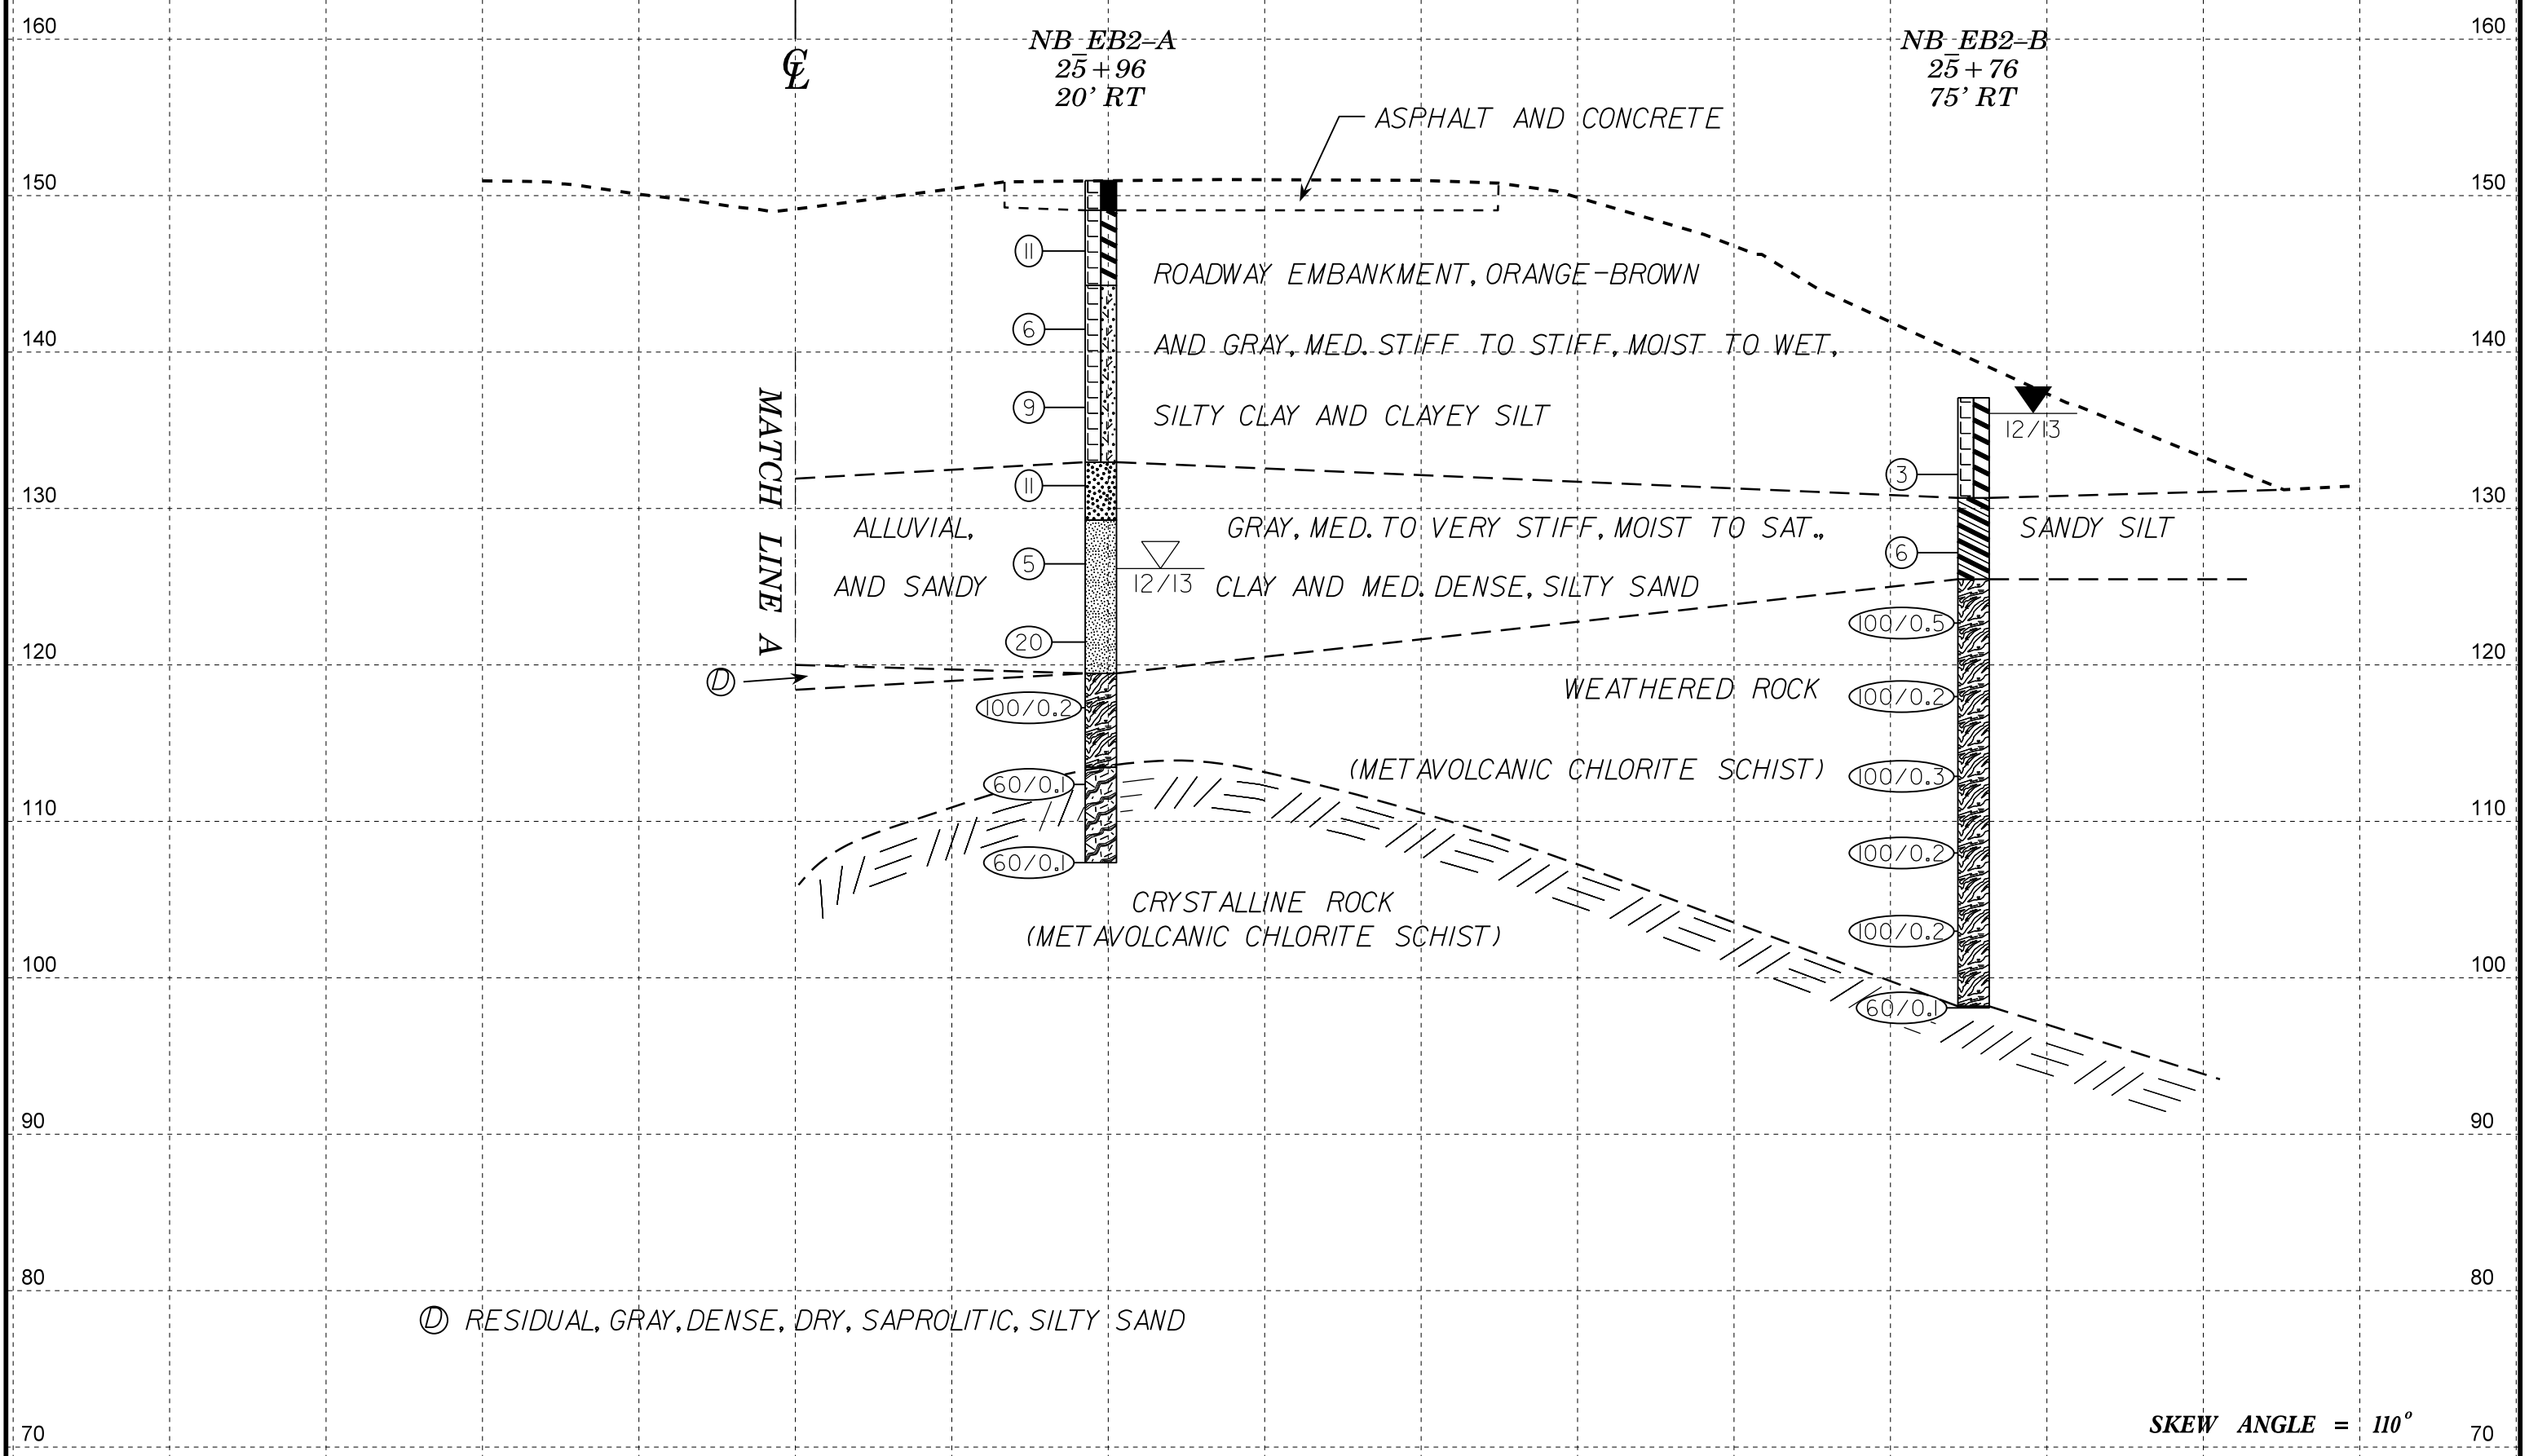 160
160
℄
NB_EB2-A
25+96
20' RT
NB_EB2-B
25+76
75' RT
ASPHALT AND CONCRETE
150
150
11
ROADWAY EMBANKMENT, ORANGE-BROWN
6
140
AND GRAY, MED. STIFF TO STIFF, MOIST TO WET,
140
9
SILTY CLAY AND CLAYEY SILT
12/13
MATCH LINE A
3
11
130
130
ALLUVIAL,
GRAY, MED. TO VERY STIFF, MOIST TO SAT.,
SANDY SILT
6
5
12/13
AND SANDY
CLAY AND MED. DENSE, SILTY SAND
100/0.5
20
120
120
D
WEATHERED ROCK
100/0.2
100/0.2
(METAVOLCANIC CHLORITE SCHIST)
100/0.3
60/0.1
110
110
100/0.2
60/0.1
CRYSTALLINE ROCK
(METAVOLCANIC CHLORITE SCHIST)
100/0.2
100
100
60/0.1
90
90
80
80
D RESIDUAL, GRAY, DENSE, DRY, SAPROLITIC, SILTY SAND
SKEW ANGLE = 110°
70
70